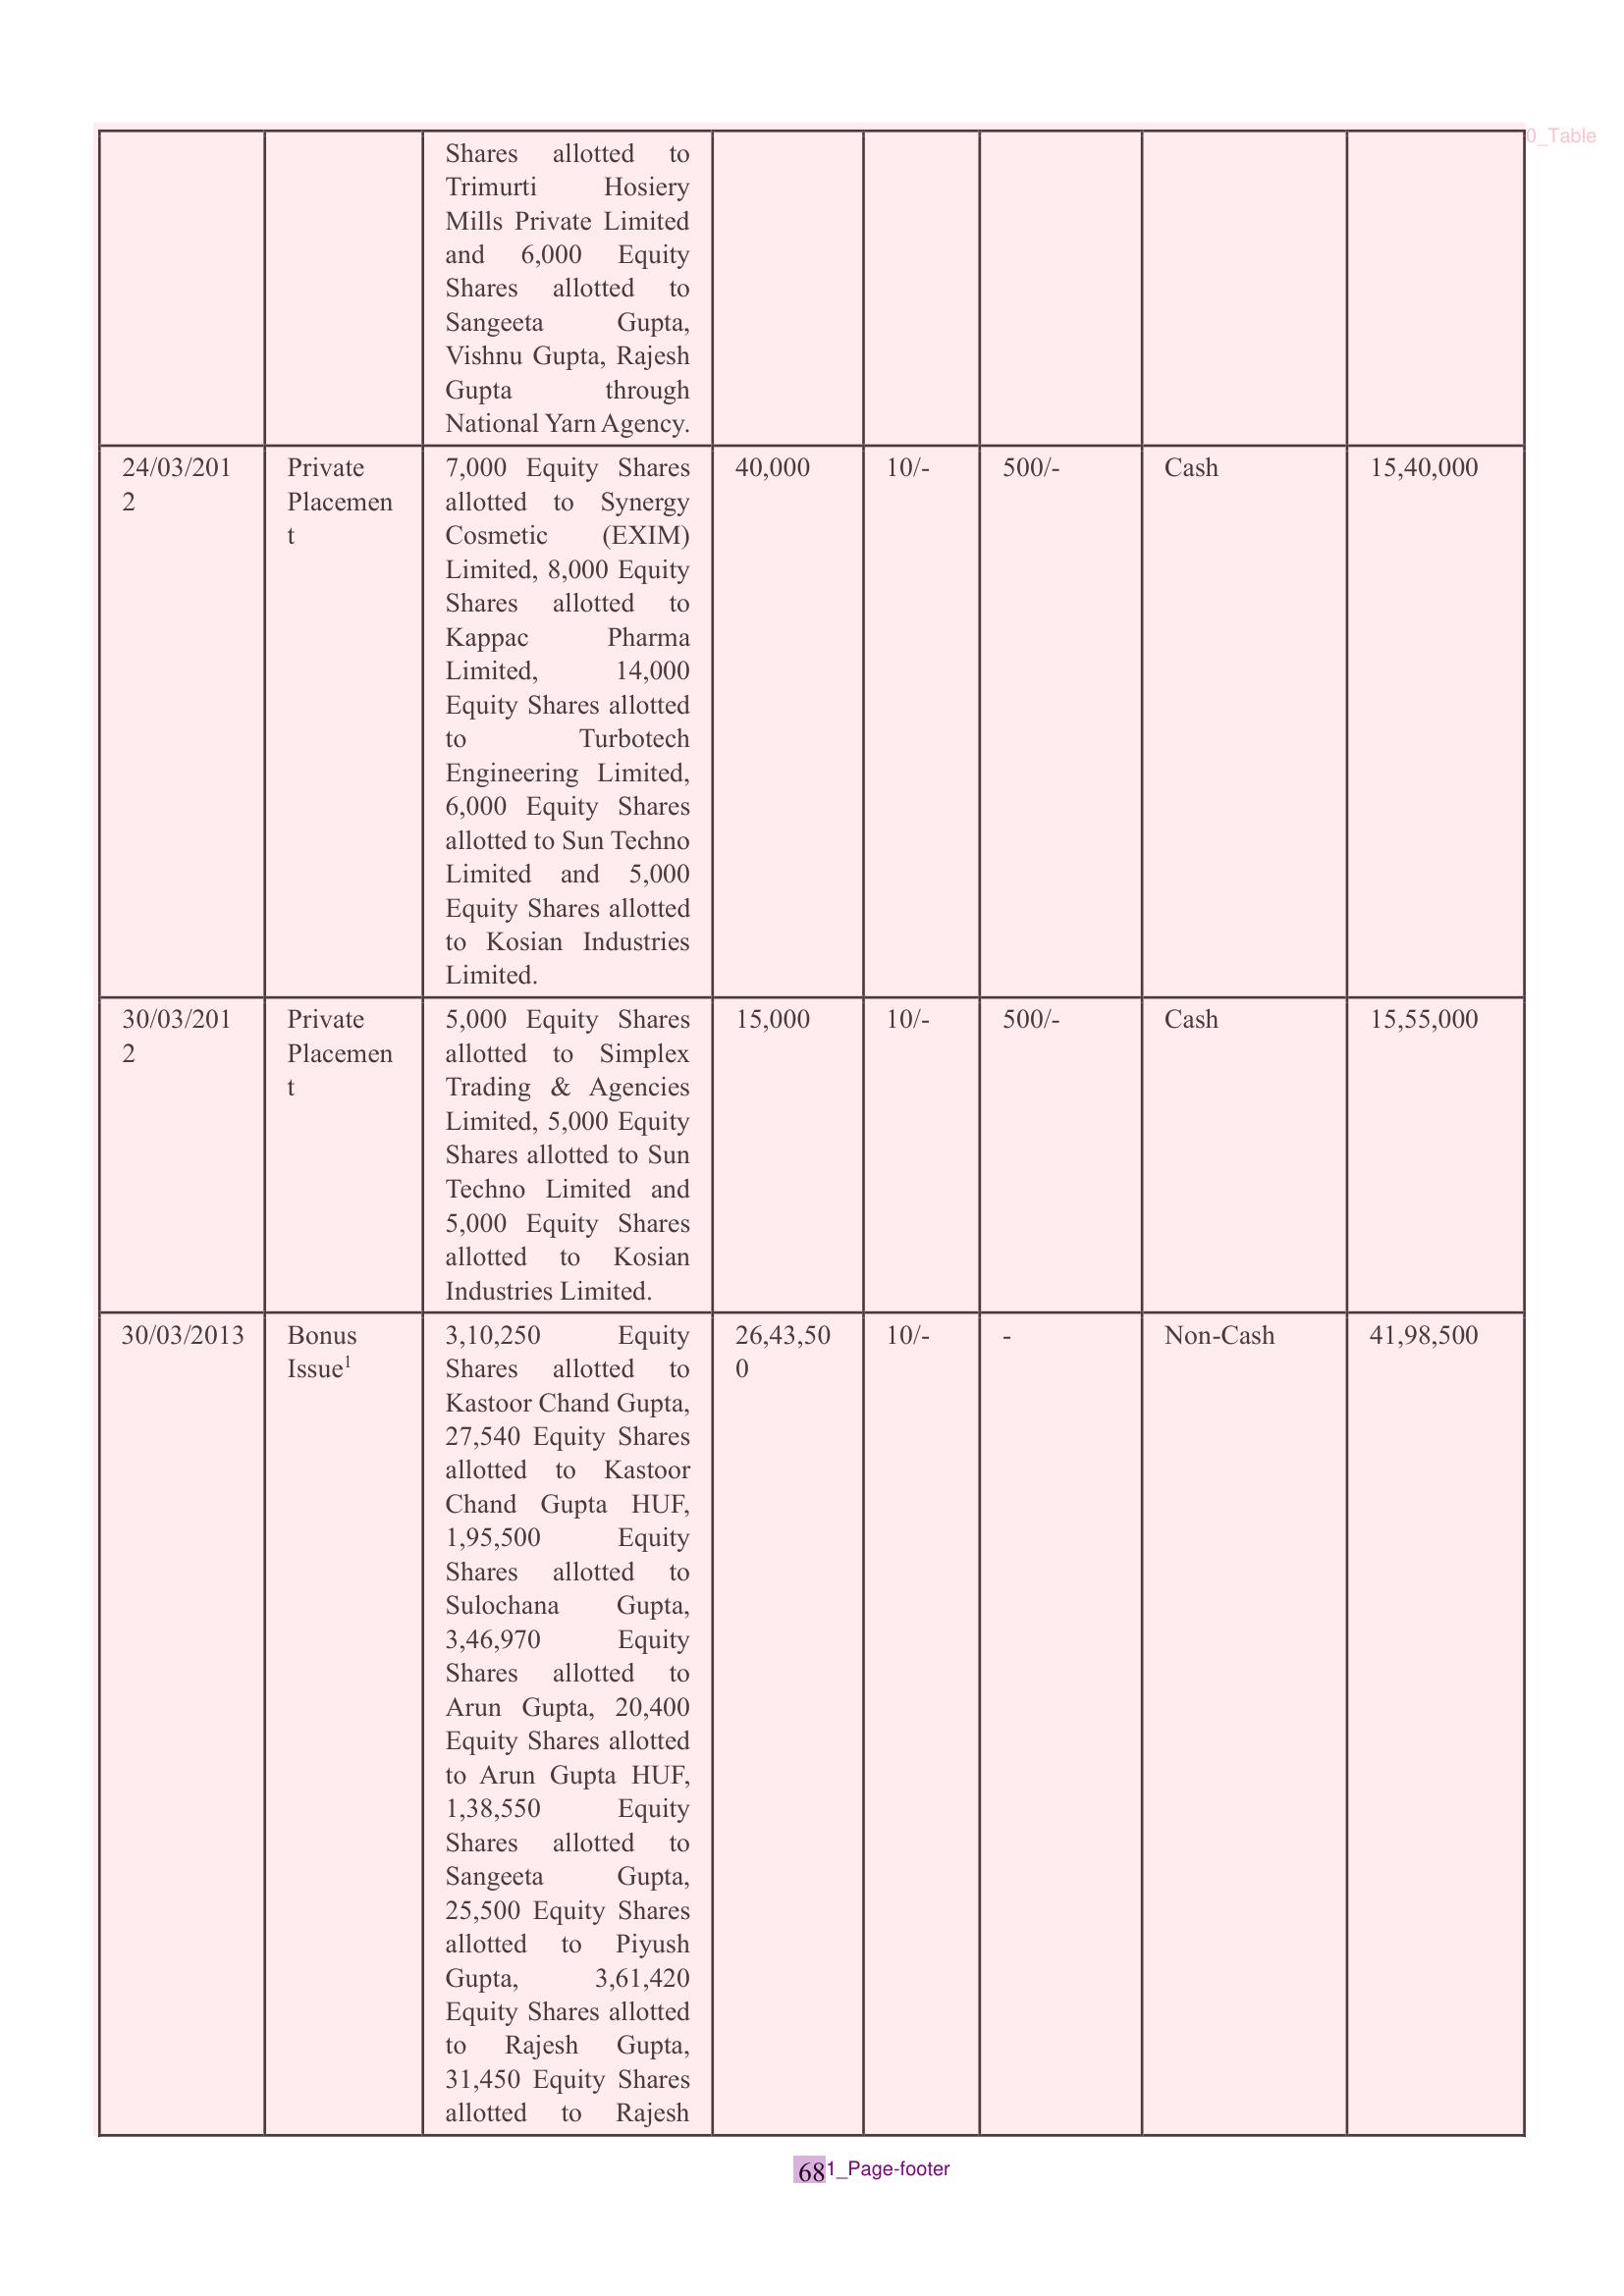 0_Table
Shares allotted to
Trimurti Hosiery
Mills Private Limited
and 6,000 Equity
Shares allotted to
Sangeeta Gupta,
Vishnu Gupta, Rajesh
Gupta through
National Yarn Agency.
24/03/201
2
Private
Placemen
t
7,000 Equity Shares
allotted to Synergy
Cosmetic (EXIM)
Limited, 8,000 Equity
Shares allotted to
Kappac Pharma
Limited, 14,000
Equity Shares allotted
to Turbotech
Engineering Limited,
6,000 Equity Shares
allotted to Sun Techno
Limited and 5,000
Equity Shares allotted
to Kosian Industries
Limited.
40,000
10/-
500/-
Cash
15,40,000
30/03/201
2
Private
Placemen
t
5,000 Equity Shares
allotted to Simplex
Trading & Agencies
Limited, 5,000 Equity
Shares allotted to Sun
Techno Limited and
5,000 Equity Shares
allotted to Kosian
Industries Limited.
15,000
10/-
500/-
Cash
15,55,000
30/03/2013
Bonus
Issue1
3,10,250 Equity
Shares allotted to
Kastoor Chand Gupta,
27,540 Equity Shares
allotted to Kastoor
Chand Gupta HUF,
1,95,500 Equity
Shares allotted to
Sulochana Gupta,
3,46,970 Equity
Shares allotted to
Arun Gupta, 20,400
Equity Shares allotted
to Arun Gupta HUF,
1,38,550 Equity
Shares allotted to
Sangeeta Gupta,
25,500 Equity Shares
allotted to Piyush
Gupta, 3,61,420
Equity Shares allotted
to Rajesh Gupta,
31,450 Equity Shares
allotted to Rajesh
26,43,50
0
10/-
-
Non-Cash
41,98,500
68
1_Page-footer